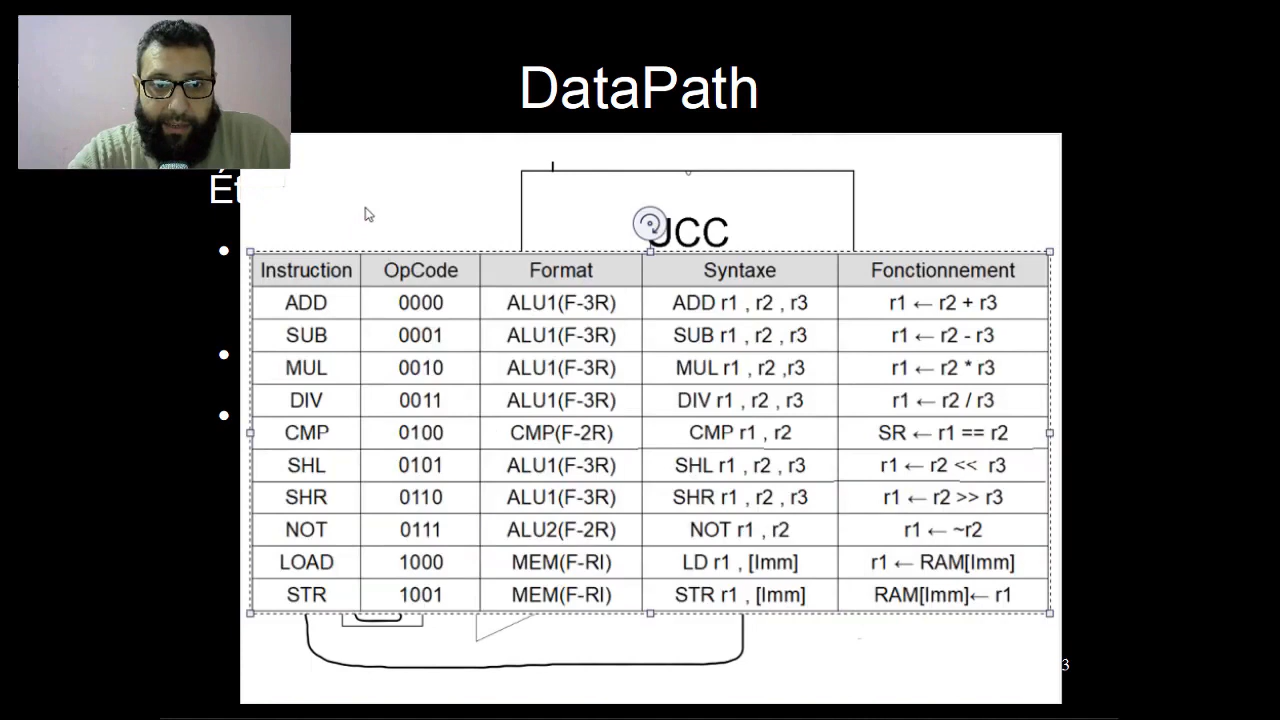 DataPath
Ét
JCC
Instruction OpCode Format Syntaxe Fonctionnement
ADD 0000 ALU1(F-3R) ADD r1 , r2 , r3 r1 ← r2 + r3
SUB 0001 ALU1(F-3R) SUB r1 , r2 , r3 r1 ← r2 - r3
MUL 0010 ALU1(F-3R) MUL r1 , r2 ,r3 r1 ← r2 * r3
DIV 0011 ALU1(F-3R) DIV r1 , r2 , r3 r1 ← r2 / r3
CMP 0100 CMP(F-2R) CMP r1 , r2 SR ← r1 == r2
SHL 0101 ALU1(F-3R) SHL r1 , r2 , r3 r1 ← r2 << r3
SHR 0110 ALU1(F-3R) SHR r1 , r2 , r3 r1 ← r2 >> r3
NOT 0111 ALU2(F-2R) NOT r1 , r2 r1 ← ~r2
LOAD 1000 MEM(F-RI) LD r1 , [Imm] r1 ← RAM[Imm]
STR 1001 MEM(F-RI) STR r1 , [Imm] RAM[Imm]← r1
3